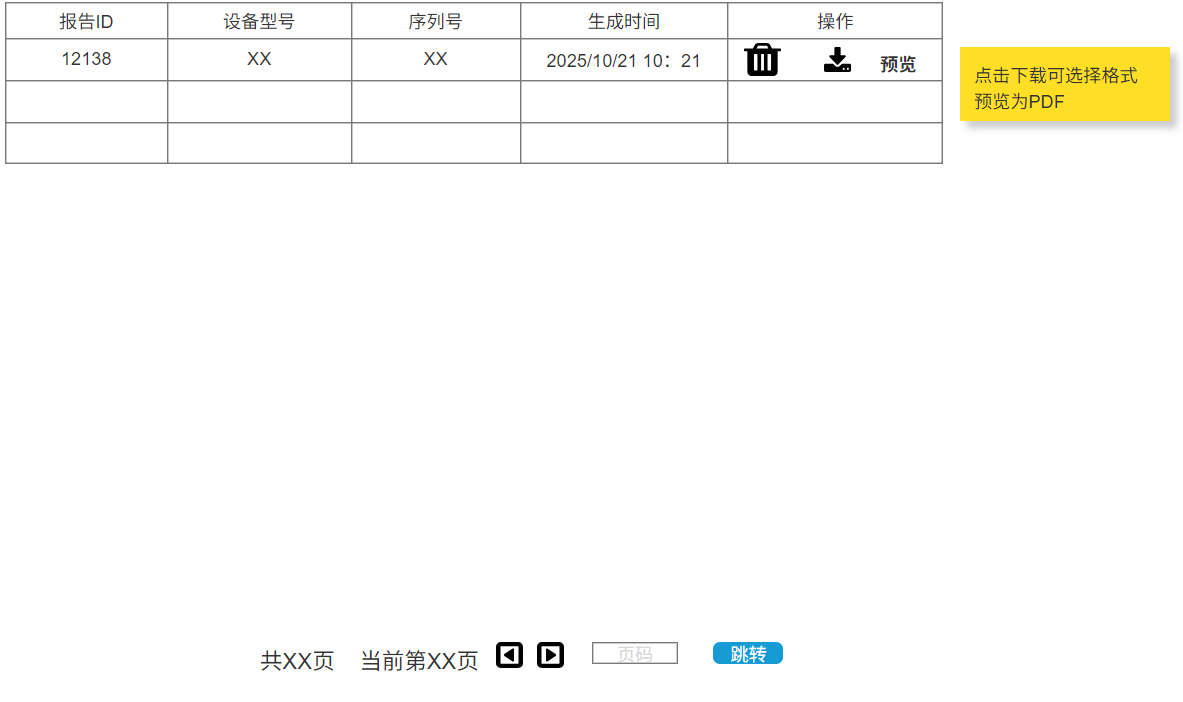 报告ID 设备型号 序列号 生成时间 操作
12138 XX XX 2025/10/21 10：21 预览
点击下载可选择格式
预览为PDF
共XX页 当前第XX页 页码 跳转